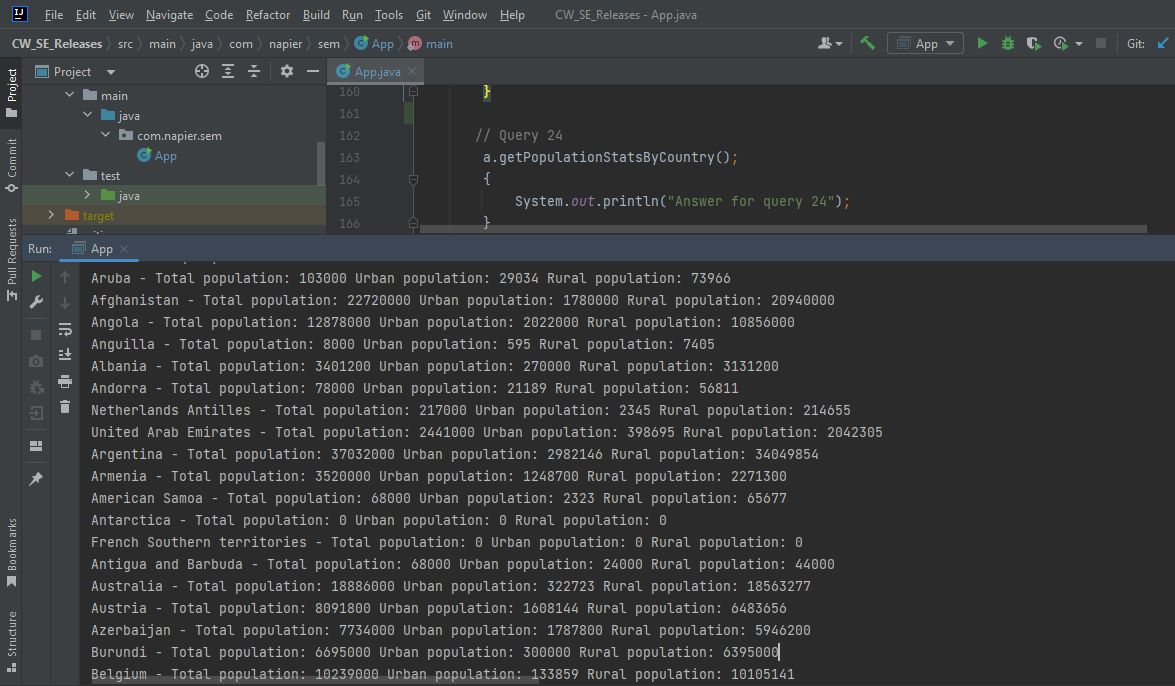 File Edit View Navigate Code Refactor Build Run Tools Git Window Help CW_SE_Releases - App.java
CW_SE_Releases src main java com napier sem App main App Git:
Project
App.java
main
java
com.napier.sem
App
test
java
target
160 }
161
162 // Query 24
163 a.getPopulationStatsByCountry();
164 {
165 System.out.println("Answer for query 24");
166 }
Project
Commit
Pull Requests
Bookmarks
Structure
Run: App
Aruba - Total population: 103000 Urban population: 29034 Rural population: 73966
Afghanistan - Total population: 22720000 Urban population: 1780000 Rural population: 20940000
Angola - Total population: 12878000 Urban population: 2022000 Rural population: 10856000
Anguilla - Total population: 8000 Urban population: 595 Rural population: 7405
Albania - Total population: 3401200 Urban population: 270000 Rural population: 3131200
Andorra - Total population: 78000 Urban population: 21189 Rural population: 56811
Netherlands Antilles - Total population: 217000 Urban population: 2345 Rural population: 214655
United Arab Emirates - Total population: 2441000 Urban population: 398695 Rural population: 2042305
Argentina - Total population: 37032000 Urban population: 2982146 Rural population: 34049854
Armenia - Total population: 3520000 Urban population: 1248700 Rural population: 2271300
American Samoa - Total population: 68000 Urban population: 2323 Rural population: 65677
Antarctica - Total population: 0 Urban population: 0 Rural population: 0
French Southern territories - Total population: 0 Urban population: 0 Rural population: 0
Antigua and Barbuda - Total population: 68000 Urban population: 24000 Rural population: 44000
Australia - Total population: 18886000 Urban population: 322723 Rural population: 18563277
Austria - Total population: 8091800 Urban population: 1608144 Rural population: 6483656
Azerbaijan - Total population: 7734000 Urban population: 1787800 Rural population: 5946200
Burundi - Total population: 6695000 Urban population: 300000 Rural population: 6395000
Belgium - Total population: 10239000 Urban population: 133859 Rural population: 10105141